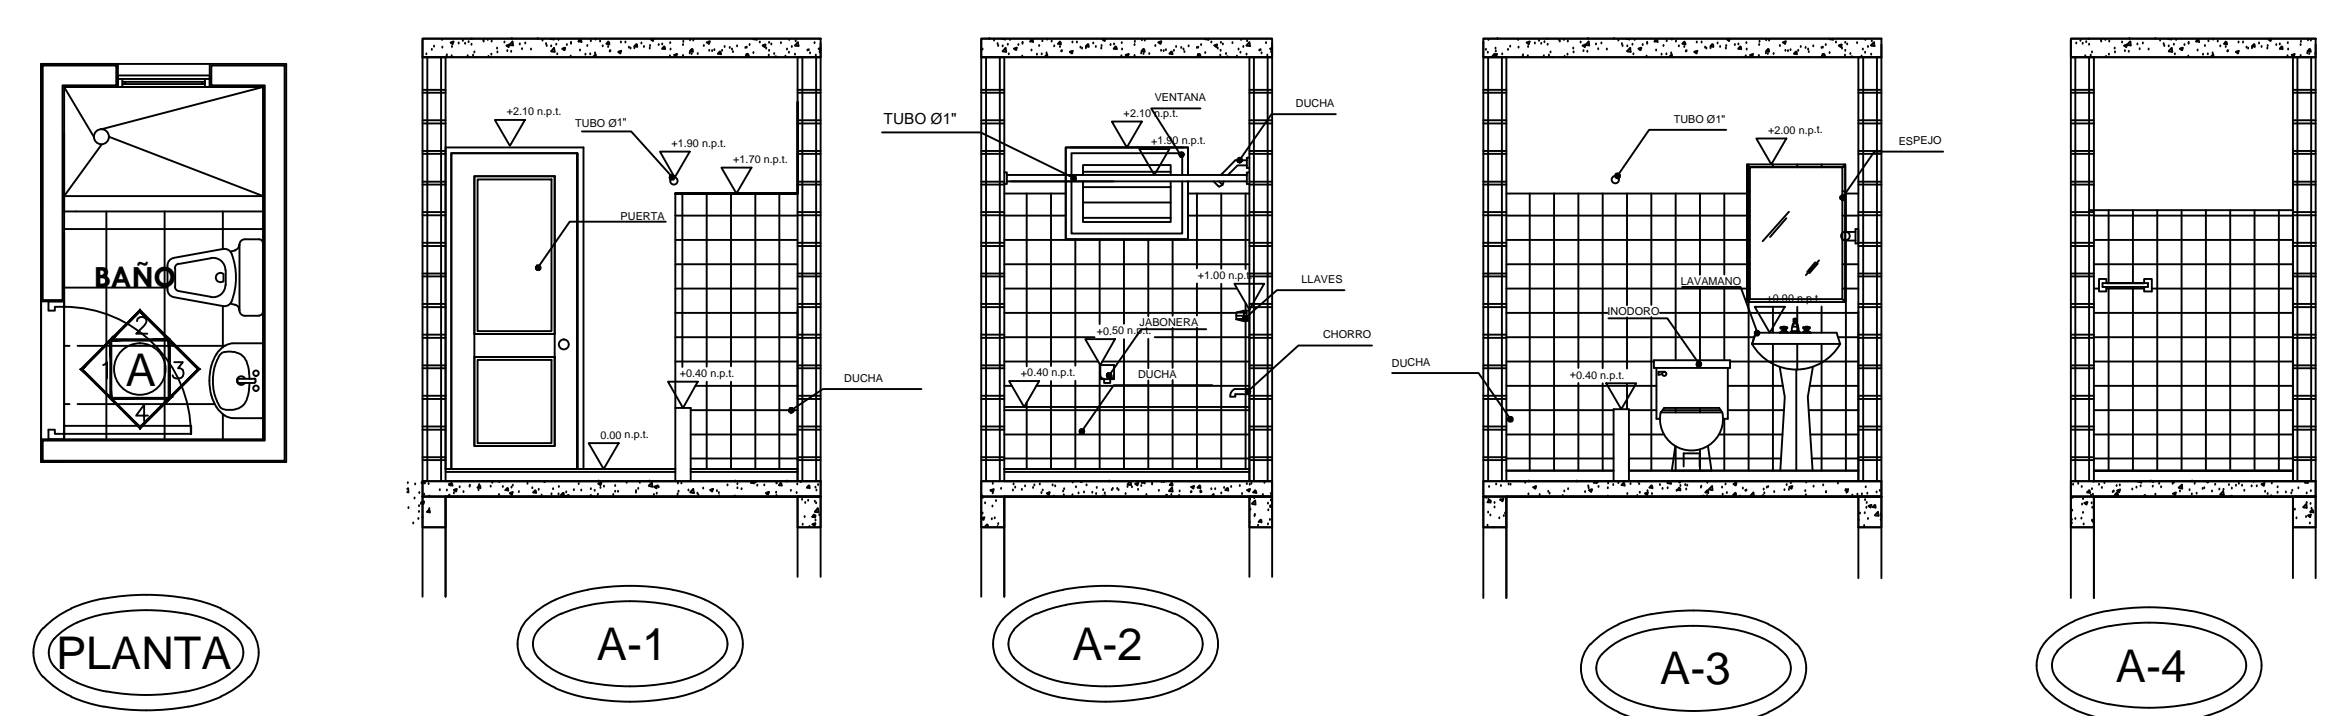 BAÑO
2
1
A
3
4
PLANTA
+2.10 n.p.t.
TUBO Ø1"
+1.90 n.p.t.
+1.70 n.p.t.
PUERTA
+0.40 n.p.t.
DUCHA
0.00 n.p.t.
A-1
VENTANA
DUCHA
TUBO Ø1"
+2.10 n.p.t.
+1.90 n.p.t.
+1.00 n.p.t.
LLAVES
JABONERA
+0.50 n.p.t.
CHORRO
+0.40 n.p.t.
DUCHA
A-2
TUBO Ø1"
+2.00 n.p.t.
ESPEJO
LAVAMANO
+0.80 n.p.t.
INODORO
DUCHA
+0.40 n.p.t.
A-3
A-4